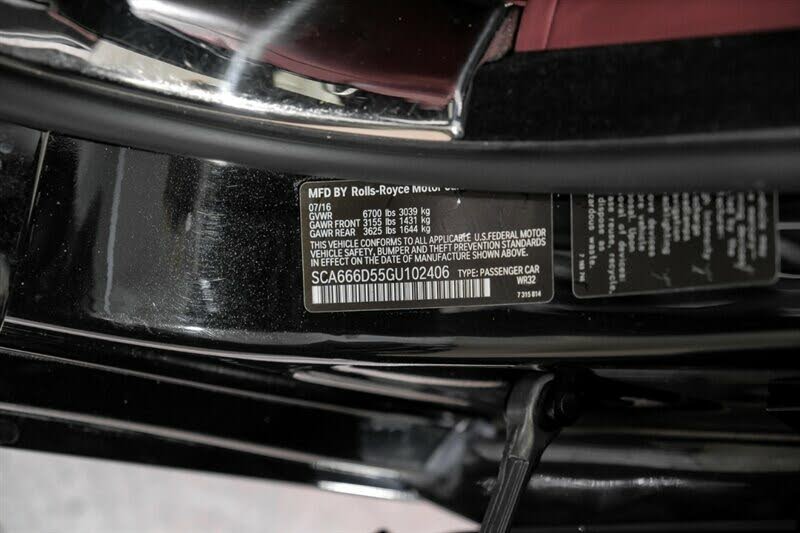 MFD BY Rolls-Royce Motor
07/16
GVWR 6700 lbs 3039 kg
GAWR FRONT 3155 lbs 1431 kg
GAWR REAR 3625 lbs 1644 kg
THIS VEHICLE CONFORMS TO ALL APPLICABLE U.S.FEDERAL MOTOR
VEHICLE SAFETY, BUMPER AND THEFT PREVENTION STANDARDS
IN EFFECT ON THE DATE OF MANUFACTURE SHOWN ABOVE.
SCA666D55GU102406 TYPE: PASSENGER CAR
WR32
7 315 814